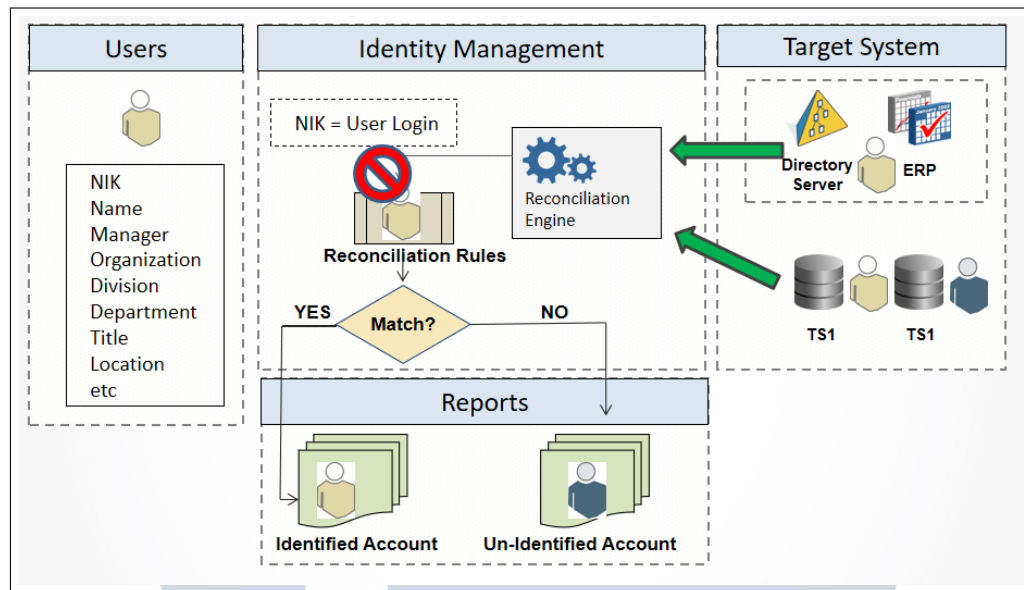 Users
NIK
Name
Manager
Organization
Division
Department
Title
Location
etc
Identity Management
NIK = User Login
Reconciliation
Engine
Reconciliation Rules
Match?
YES
NO
Target System
Directory
Server
ERP
TS1
TS1
Reports
Identified Account
Un-Identified Account